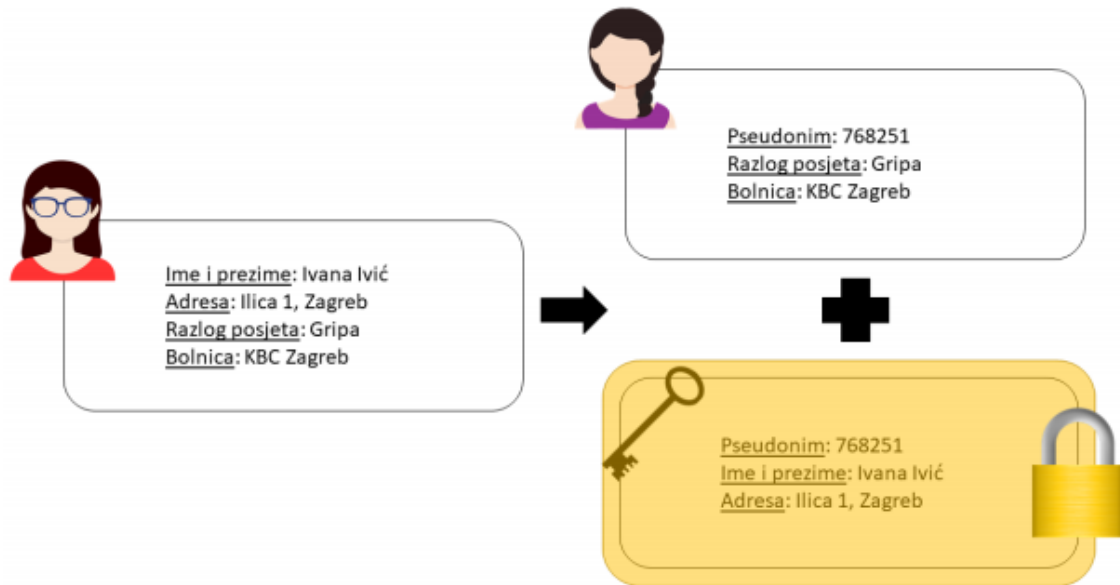 Ime i prezime: Ivana Ivić
Adresa: Ilica 1, Zagreb
Razlog posjeta: Gripa
Bolnica: KBC Zagreb
Pseudonim: 768251
Razlog posjeta: Gripa
Bolnica: KBC Zagreb
Pseudonim: 768251
Ime i prezime: Ivana Ivić
Adresa: Ilica 1, Zagreb